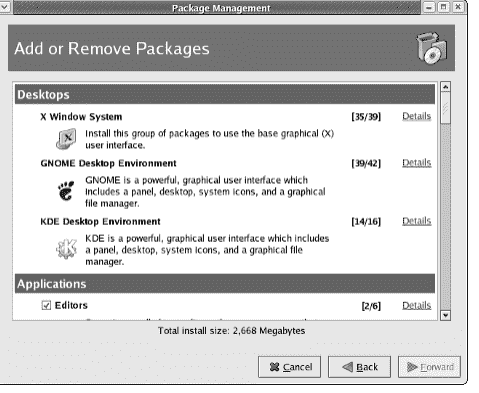 Package Management
Add or Remove Packages
Desktops
X Window System [35/39] Details
Install this group of packages to use the base graphical (X)
user interface.
GNOME Desktop Environment [39/42] Details
GNOME is a powerful, graphical user interface which
includes a panel, desktop, system icons, and a graphical
file manager.
KDE Desktop Environment [14/16] Details
KDE is a powerful, graphical user interface which includes
a panel, desktop, system icons, and a graphical file
manager.
Applications
Editors [2/6] Details
Total install size: 2,668 Megabytes
Cancel Back Forward